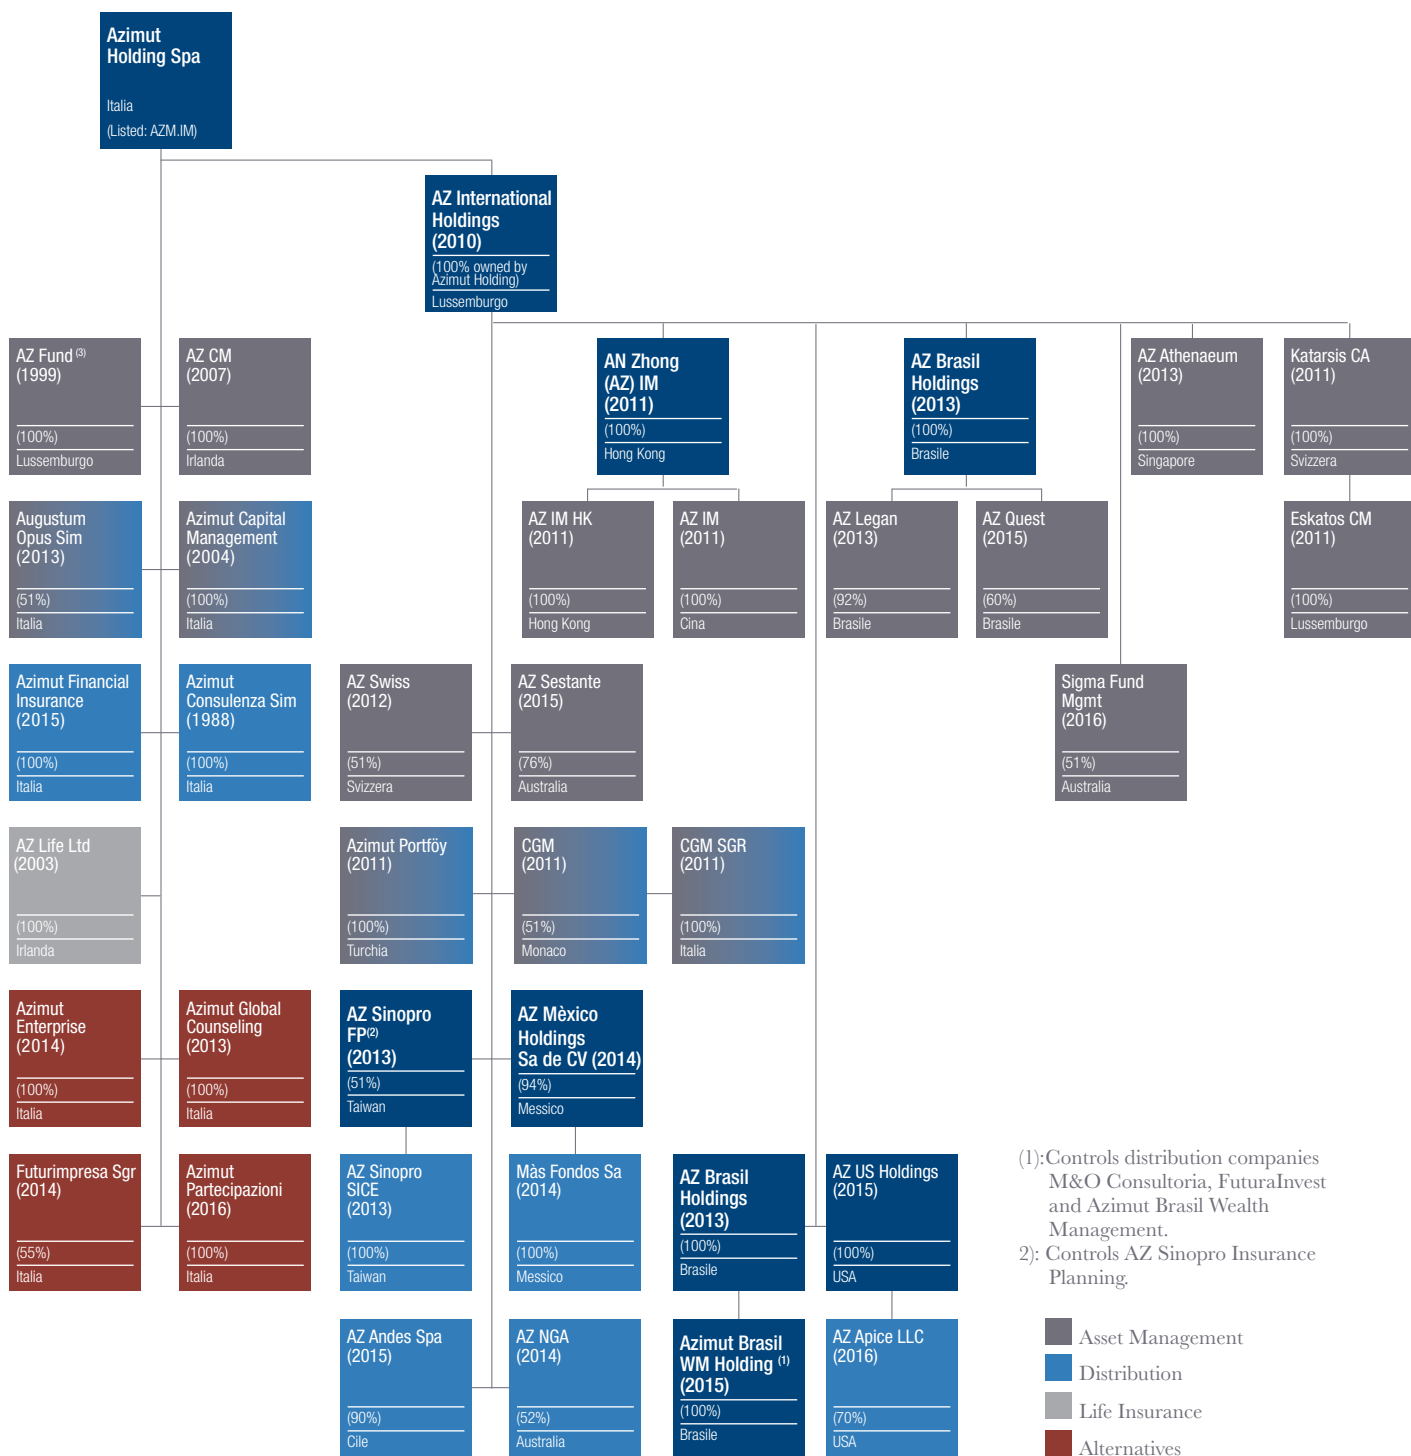 Azimut
Holding Spa
Italia
(Listed: AZM.IM)
AZ International
Holdings
(2010)
(100% owned by
Azimut Holding)
Lussemburgo
AZ Fund (3)
(1999)
(100%)
Lussemburgo
AZ CM
(2007)
(100%)
Irlanda
AN Zhong
(AZ) IM
(2011)
(100%)
Hong Kong
AZ Brasil
Holdings
(2013)
(100%)
Brasile
AZ Athenaeum
(2013)
(100%)
Singapore
Katarsis CA
(2011)
(100%)
Svizzera
Augustum
Opus Sim
(2013)
(51%)
Italia
Azimut Capital
Management
(2004)
(100%)
Italia
AZ IM HK
(2011)
(100%)
Hong Kong
AZ IM
(2011)
(100%)
Cina
AZ Legan
(2013)
(92%)
Brasile
AZ Quest
(2015)
(60%)
Brasile
Eskatos CM
(2011)
(100%)
Lussemburgo
Azimut Financial
Insurance
(2015)
(100%)
Italia
Azimut
Consulenza Sim
(1988)
(100%)
Italia
AZ Swiss
(2012)
(51%)
Svizzera
AZ Sestante
(2015)
(76%)
Australia
Sigma Fund
Mgmt
(2016)
(51%)
Australia
AZ Life Ltd
(2003)
(100%)
Irlanda
Azimut Portföy
(2011)
(100%)
Turchia
CGM
(2011)
(51%)
Monaco
CGM SGR
(2011)
(100%)
Italia
Azimut
Enterprise
(2014)
(100%)
Italia
Azimut Global
Counseling
(2013)
(100%)
Italia
AZ Sinopro
FP(2)
(2013)
(51%)
Taiwan
AZ Mèxico
Holdings
Sa de CV (2014)
(94%)
Messico
Futurimpresa Sgr
(2014)
(55%)
Italia
Azimut
Partecipazioni
(2016)
(100%)
Italia
AZ Sinopro
SICE
(2013)
(100%)
Taiwan
Màs Fondos Sa
(2014)
(100%)
Messico
AZ Brasil
Holdings
(2013)
(100%)
Brasile
AZ US Holdings
(2015)
(100%)
USA
AZ Andes Spa
(2015)
(90%)
Cile
AZ NGA
(2014)
(52%)
Australia
Azimut Brasil
WM Holding (1)
(2015)
(100%)
Brasile
AZ Apice LLC
(2016)
(70%)
USA
(1):Controls distribution companies
M&O Consultoria, FuturaInvest
and Azimut Brasil Wealth
Management.
2): Controls AZ Sinopro Insurance
Planning.
Asset Management
Distribution
Life Insurance
Alternatives